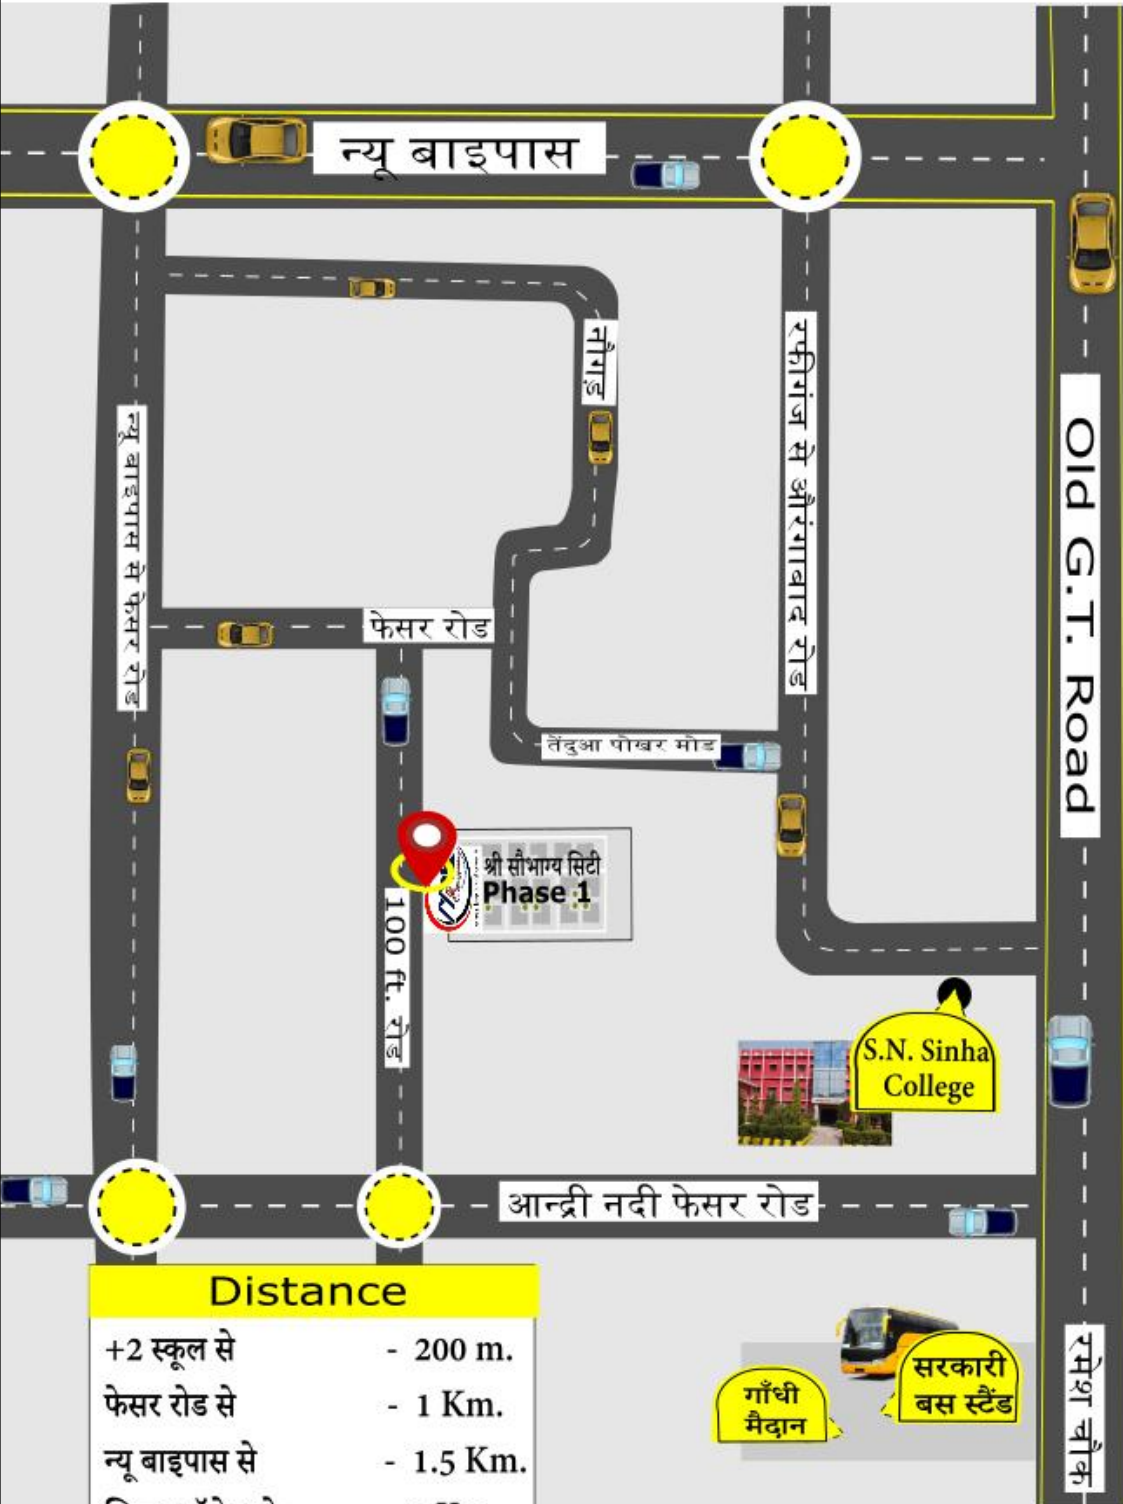 न्यू बाइपास
नौगढ़
रफीगंज से औरंगाबाद रोड
न्यू बाइपास से फेसर रोड
Old G.T. Road
फेसर रोड
तेंदुआ पोखर मोड
श्री सौभाग्य सिटी
Phase 1
100 ft. रोड
S.N. Sinha
College
आन्द्री नदी फेसर रोड
Distance
+2 स्कूल से - 200 m.
फेसर रोड से - 1 Km.
न्यू बाइपास से - 1.5 Km.
सरकारी
बस स्टैंड
गाँधी
मैदान
रमेश चौक